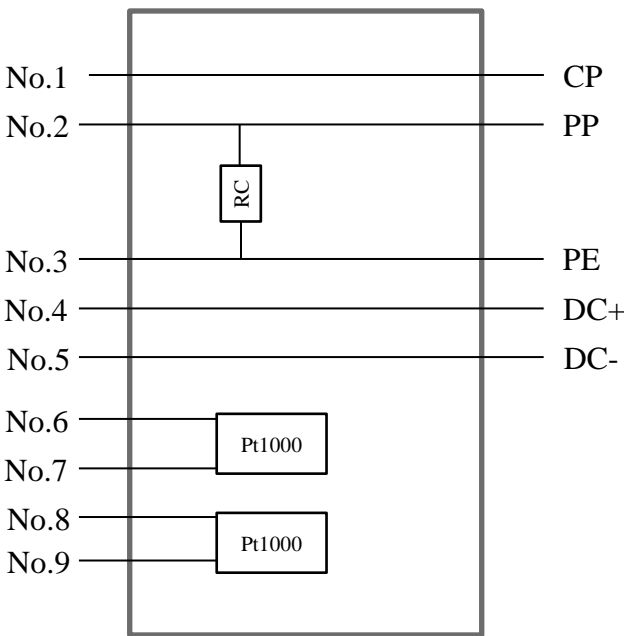 No.1 CP
No.2 PP
RC
No.3 PE
No.4 DC+
No.5 DC-
No.6
Pt1000
No.7
No.8
Pt1000
No.9